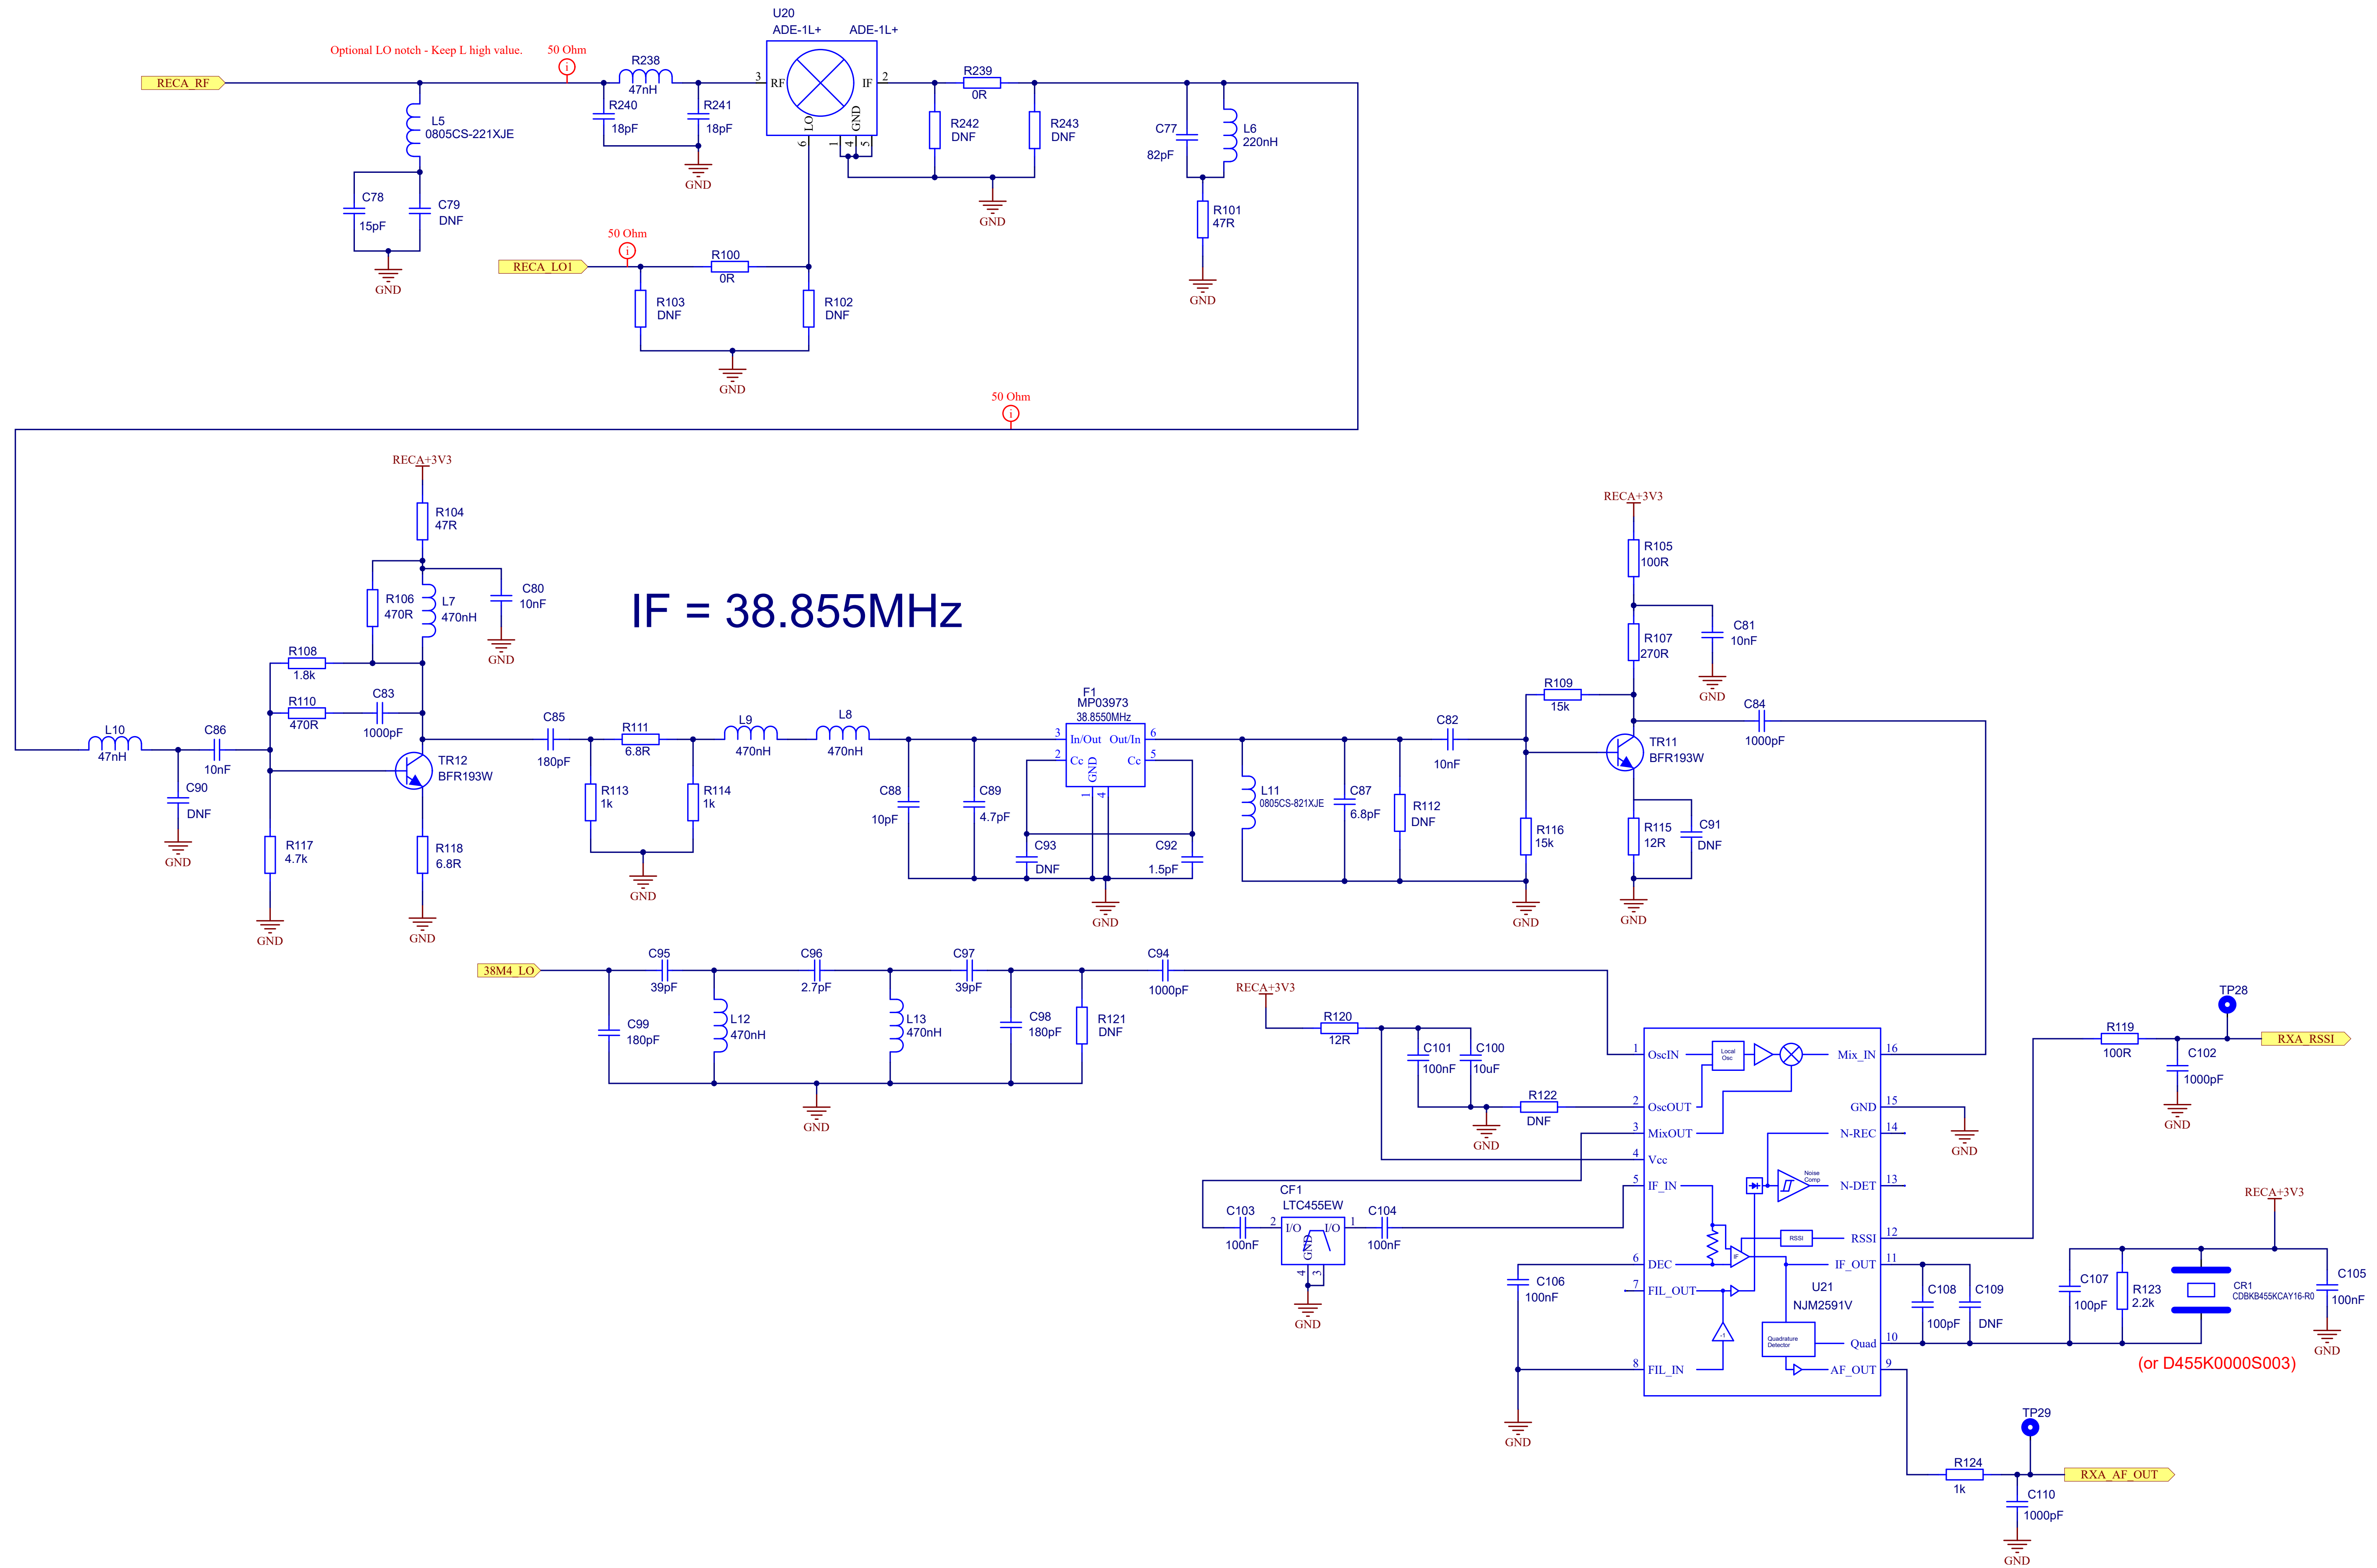 U20
ADE-1L+ ADE-1L+
Optional LO notch - Keep L high value.
50 Ohm
RECA_RF
R238
47nH
R240
18pF
R241
18pF
GND
3 RF
IF 2
LO
GND
6
1
4
5
R239
0R
R242
DNF
R243
DNF
GND
C77
82pF
L6
220nH
R101
47R
GND
L5
0805CS-221XJE
C78
15pF
C79
DNF
GND
50 Ohm
RECA_LO1
R100
0R
R103
DNF
R102
DNF
GND
50 Ohm
RECA+3V3
R104
47R
R106
470R
L7
470nH
C80
10nF
GND
IF = 38.855MHz
R108
1.8k
R110
470R
C83
1000pF
L10
47nH
C86
10nF
C90
DNF
GND
TR12
BFR193W
R117
4.7k
GND
R118
6.8R
GND
C85
180pF
R111
6.8R
R113
1k
R114
1k
GND
L9
470nH
L8
470nH
C88
10pF
C89
4.7pF
F1
MP03973
38.8550MHz
3 In/Out Out/In 6
2 Cc Cc 5
GND
1
4
C93
DNF
C92
1.5pF
GND
L11
0805CS-821XJE
C87
6.8pF
R112
DNF
C82
10nF
RECA+3V3
R105
100R
R107
270R
C81
10nF
GND
R109
15k
C84
1000pF
TR11
BFR193W
R116
15k
GND
R115
12R
C91
DNF
GND
38M4_LO
C95
39pF
C96
2.7pF
C97
39pF
C94
1000pF
C99
180pF
L12
470nH
L13
470nH
C98
180pF
R121
DNF
GND
RECA+3V3
R120
12R
C101
100nF
C100
10uF
GND
R122
DNF
1 OscIN
Local
Osc
Mix_IN 16
2 OscOUT
GND 15
3 MixOUT
N-REC 14
4 Vcc
5 IF_IN
Noise
Comp
N-DET 13
RSSI
RSSI 12
6 DEC
IF
IF_OUT 11
7 FIL_OUT
U21
NJM2591V
-1
Quadrature
Detector
Quad 10
8 FIL_IN
AF_OUT 9
GND
CF1
LTC455EW
C103
100nF
2 I/O I/O 1
GND
4
3
GND
C104
100nF
C106
100nF
GND
TP28
R119
100R
RXA_RSSI
C102
1000pF
GND
RECA+3V3
C108
100pF
C109
DNF
C107
100pF
R123
2.2k
CR1
CDBKB455KCAY16-R0
C105
100nF
GND
(or D455K0000S003)
TP29
R124
1k
RXA_AF_OUT
C110
1000pF
GND